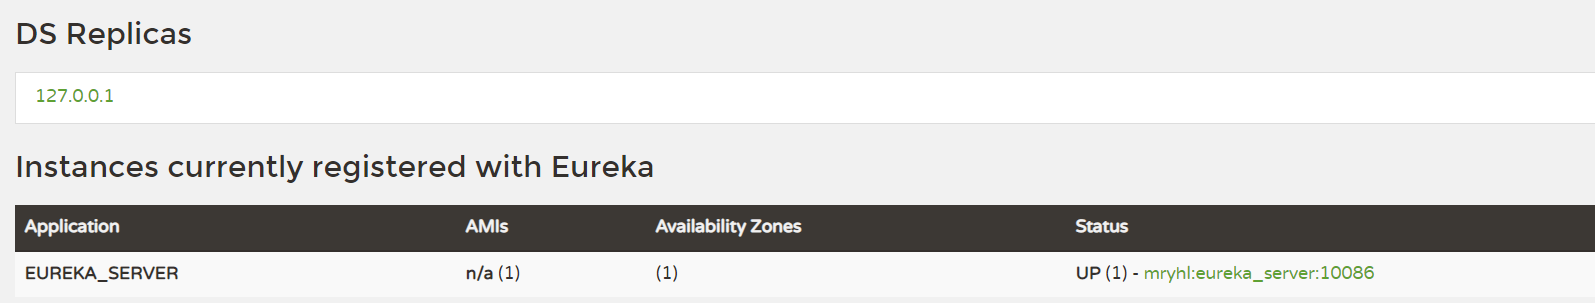 DS Replicas
127.0.0.1
Instances currently registered with Eureka
Application AMIs Availability Zones Status
EUREKA_SERVER n/a (1) (1) UP (1) - mryhl:eureka_server:10086